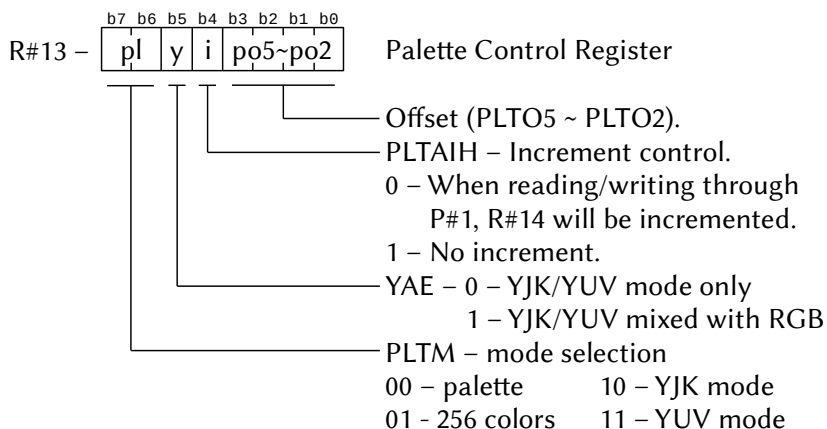 b7 b6 b5 b4 b3 b2 b1 b0
R#13 – pl y i po5~po2 Palette Control Register
Offset (PLTO5 ~ PLTO2).
PLTAIH – Increment control.
0 – When reading/writing through
P#1, R#14 will be incremented.
1 – No increment.
YAE – 0 – YJK/YUV mode only
1 – YJK/YUV mixed with RGB
PLTM – mode selection
00 – palette 10 – YJK mode
01 - 256 colors 11 – YUV mode